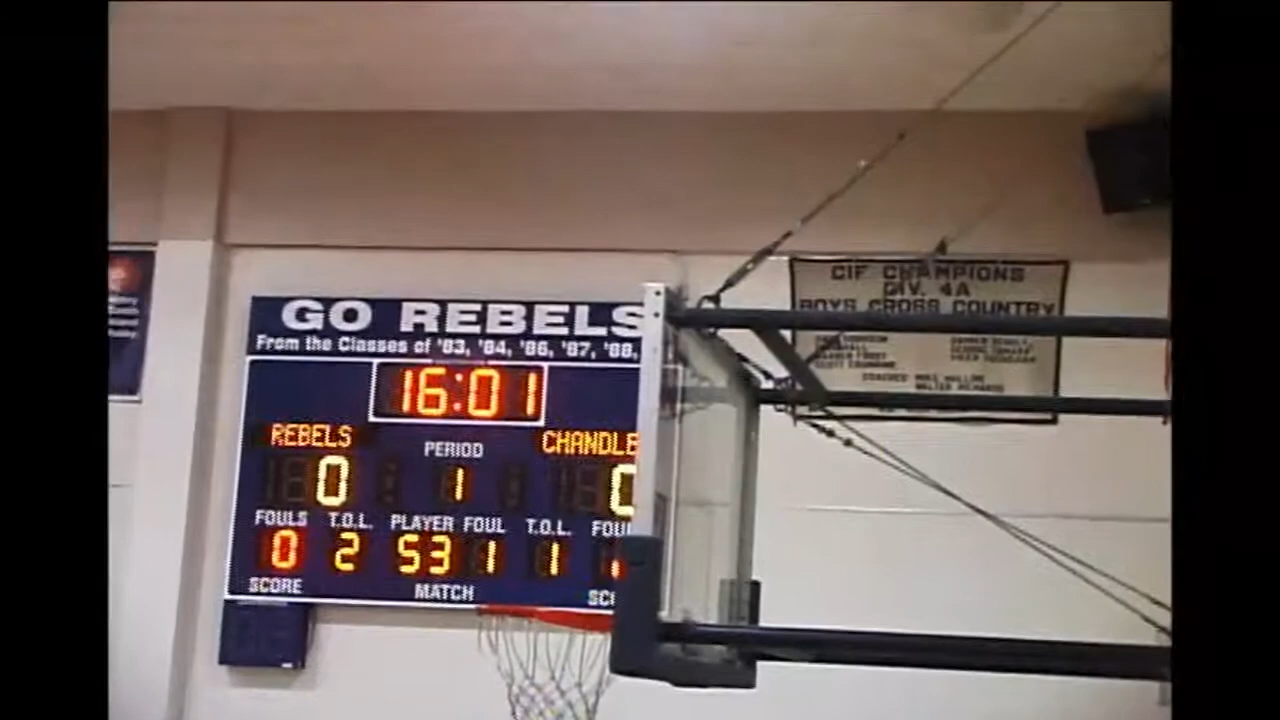 GO REBELS
From the Classes of '83, '84, '86, '87, '88,
16:01
REBELS
PERIOD
CHANDLE
0
1
0
FOULS T.O.L. PLAYER FOUL T.O.L. FOU
0 2 53 1 1 1
SCORE MATCH SC
CIF CHAMPIONS
DIV. 4A
BOYS CROSS COUNTRY